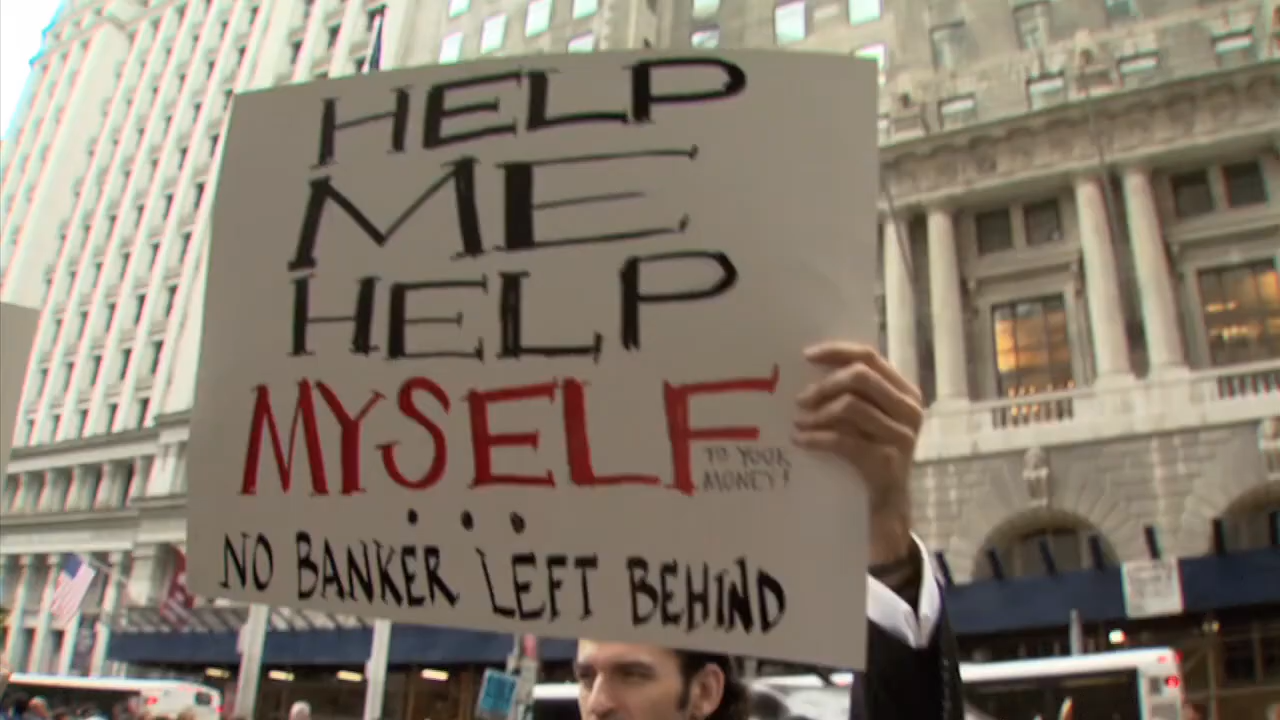 HELP
ME
HELP
MYSELF
TO YOUR
MONEY!
...
NO BANKER LEFT BEHIND